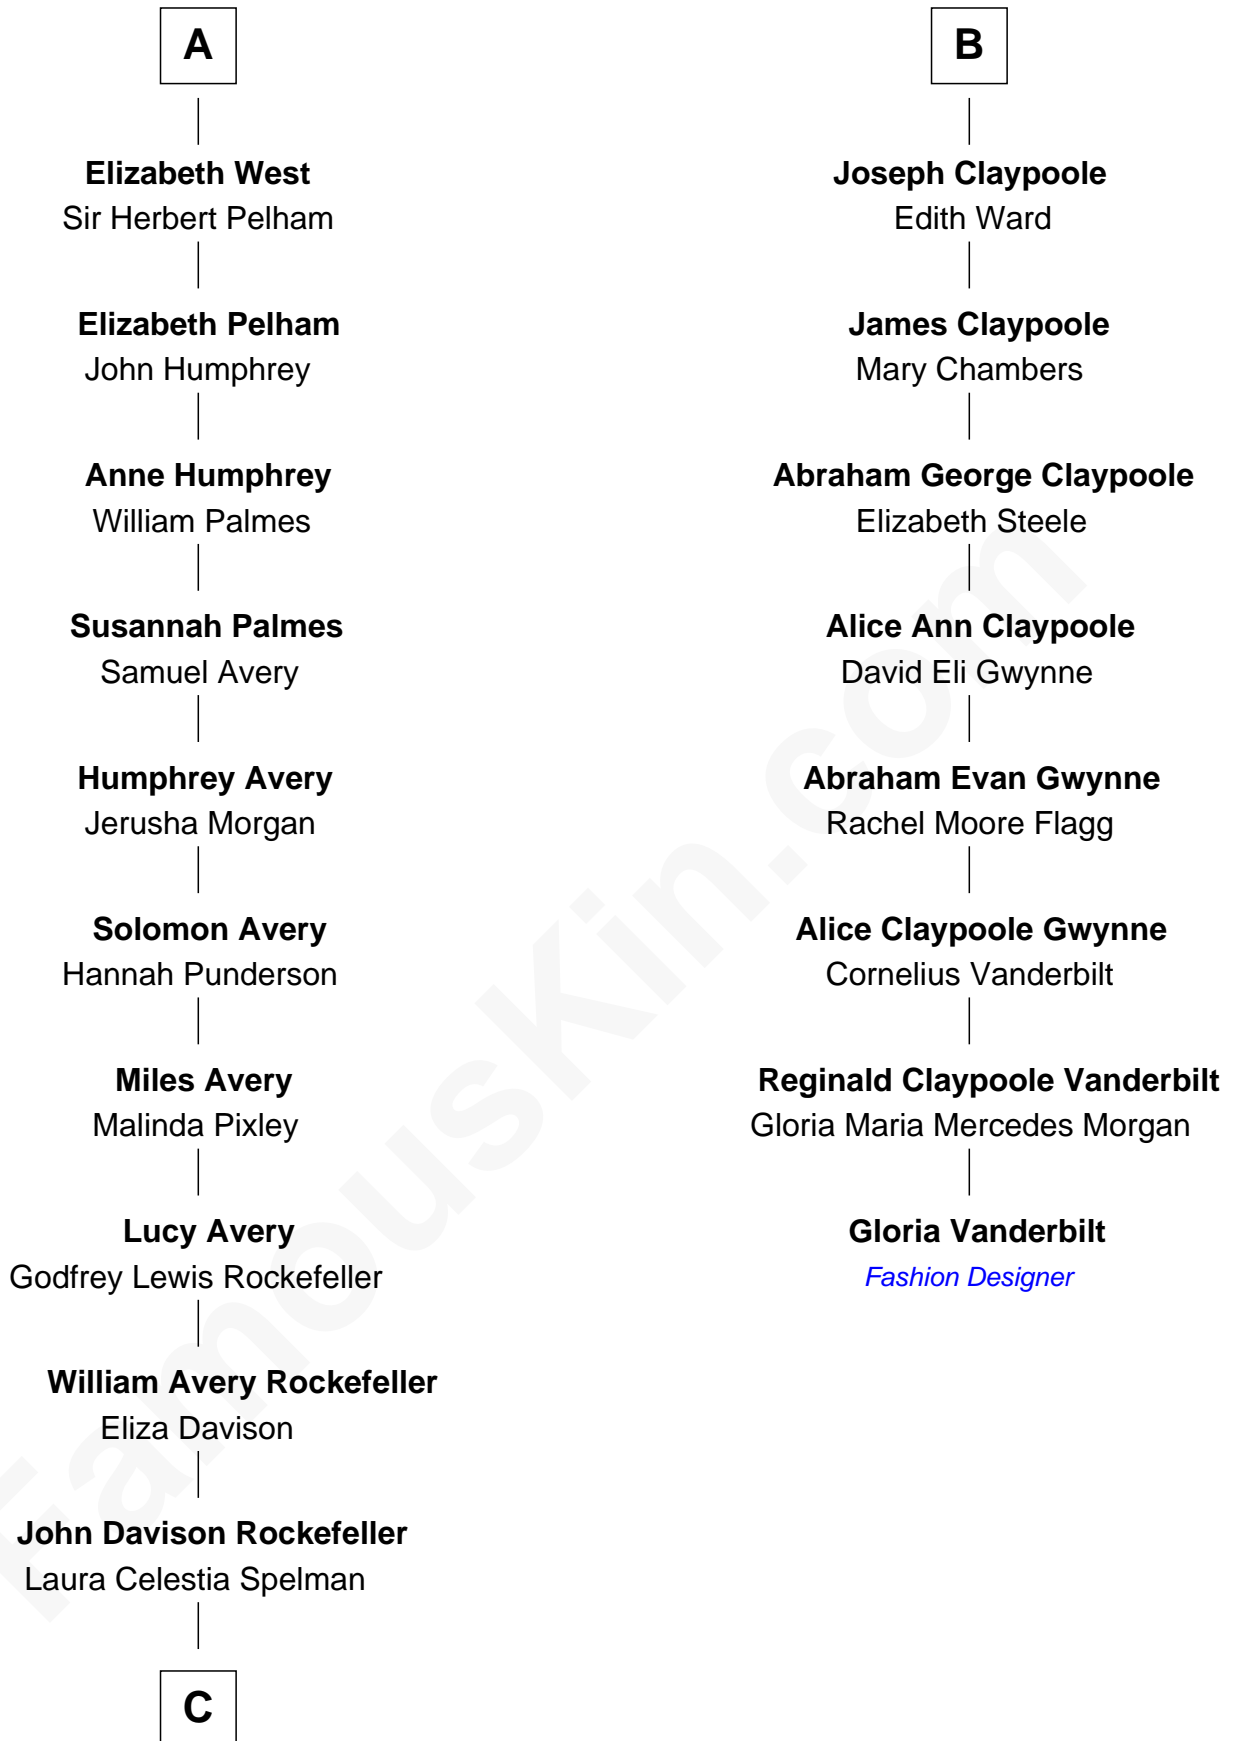 A
Elizabeth West
Sir Herbert Pelham
Elizabeth Pelham
John Humphrey
Anne Humphrey
William Palmes
Susannah Palmes
Samuel Avery
Humphrey Avery
Jerusha Morgan
Solomon Avery
Hannah Punderson
Miles Avery
Malinda Pixley
Lucy Avery
Godfrey Lewis Rockefeller
William Avery Rockefeller
Eliza Davison
John Davison Rockefeller
Laura Celestia Spelman
C
B
Joseph Claypoole
Edith Ward
James Claypoole
Mary Chambers
Abraham George Claypoole
Elizabeth Steele
Alice Ann Claypoole
David Eli Gwynne
Abraham Evan Gwynne
Rachel Moore Flagg
Alice Claypoole Gwynne
Cornelius Vanderbilt
Reginald Claypoole Vanderbilt
Gloria Maria Mercedes Morgan
Gloria Vanderbilt
Fashion Designer
FamousKin.com